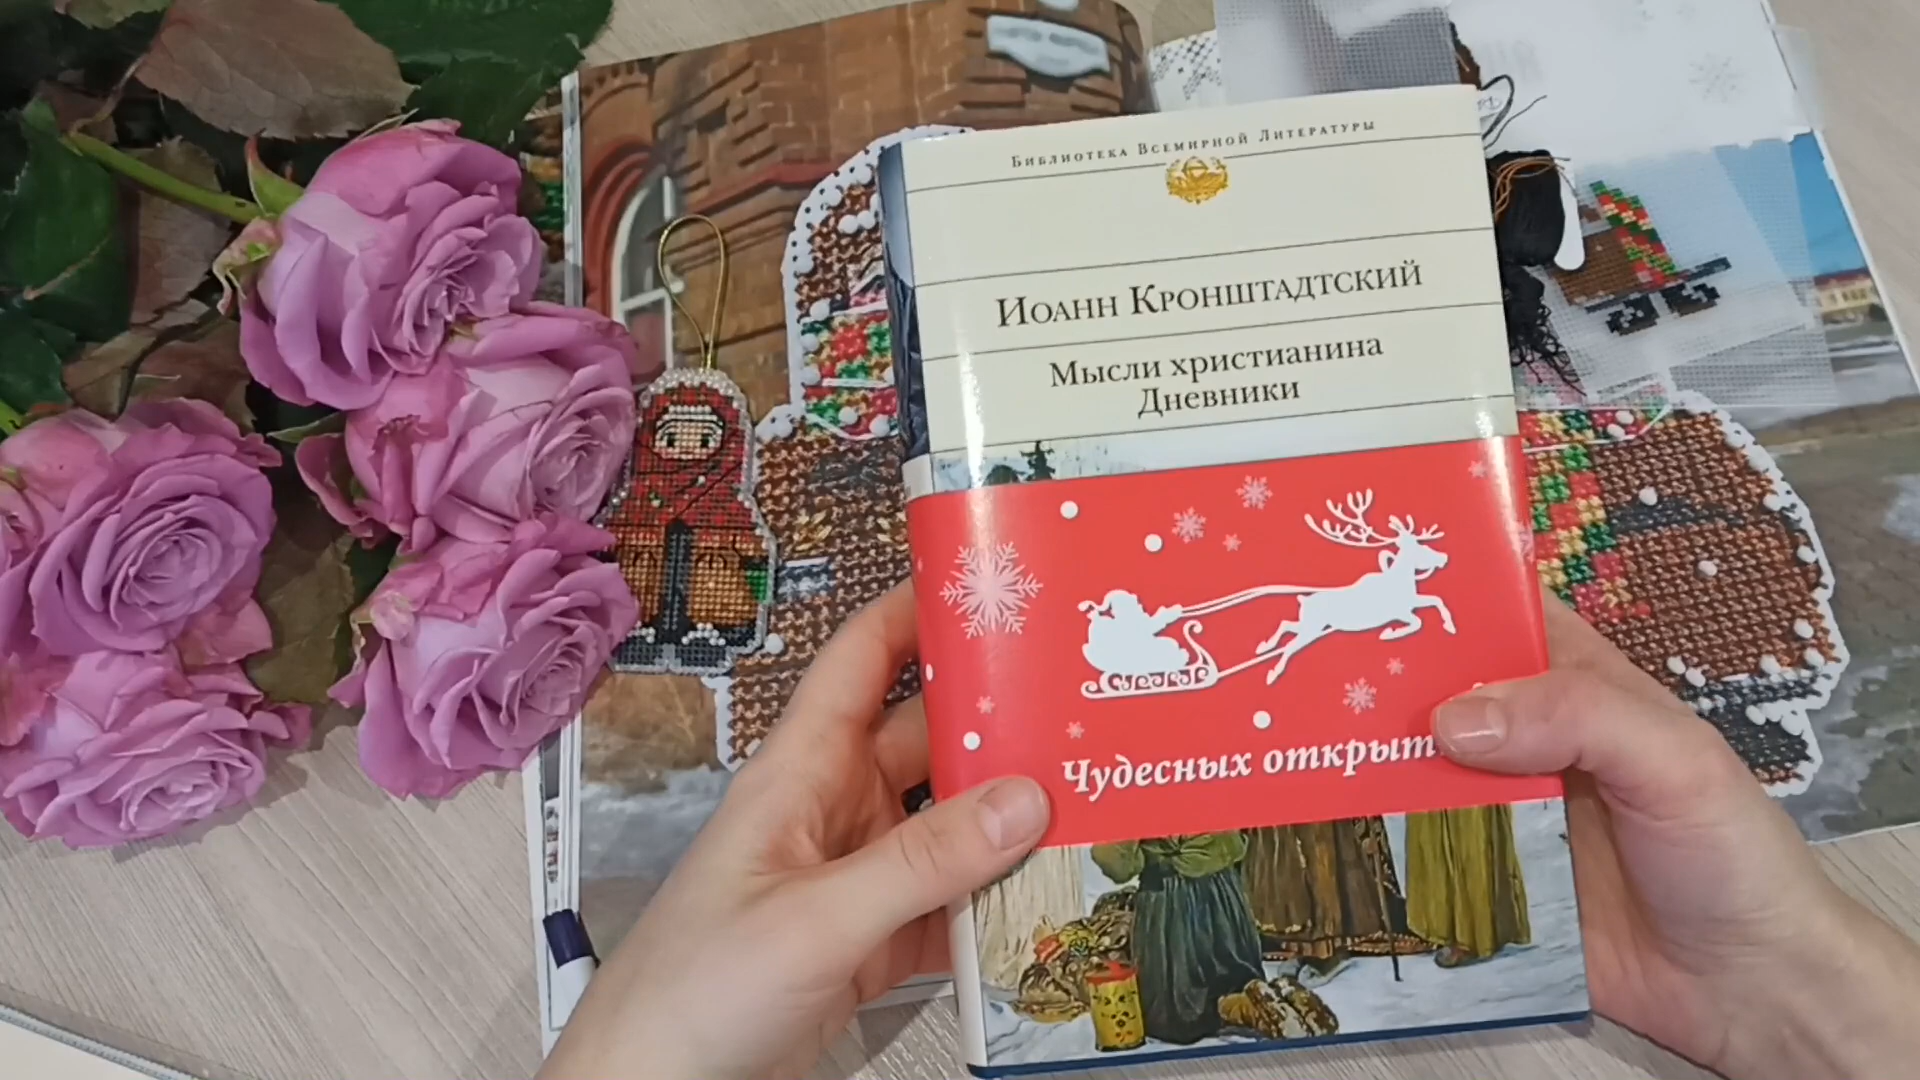 Библиотека Всемирной Литературы
Иоанн Кронштадтский
Мысли христианина
Дневники
Чудесных открыт